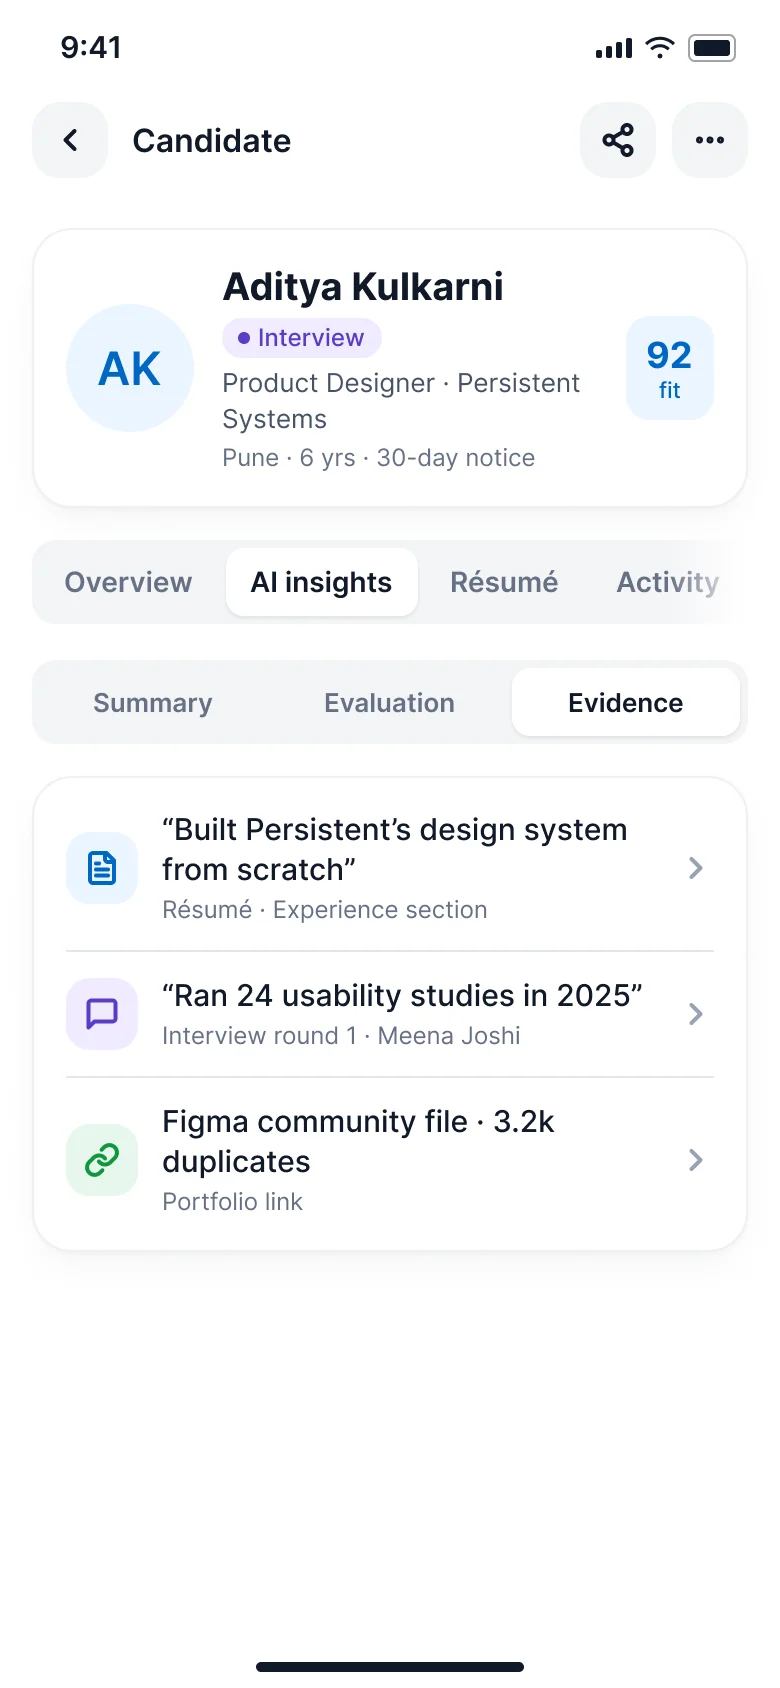 9:41
Candidate
Aditya Kulkarni
Interview
Product Designer · Persistent
Systems
Pune · 6 yrs · 30-day notice
AK
92
fit
Overview
AI insights
Résumé
Activity
Summary
Evaluation
Evidence
“Built Persistent’s design system
from scratch”
Résumé · Experience section
“Ran 24 usability studies in 2025”
Interview round 1 · Meena Joshi
Figma community file · 3.2k
duplicates
Portfolio link